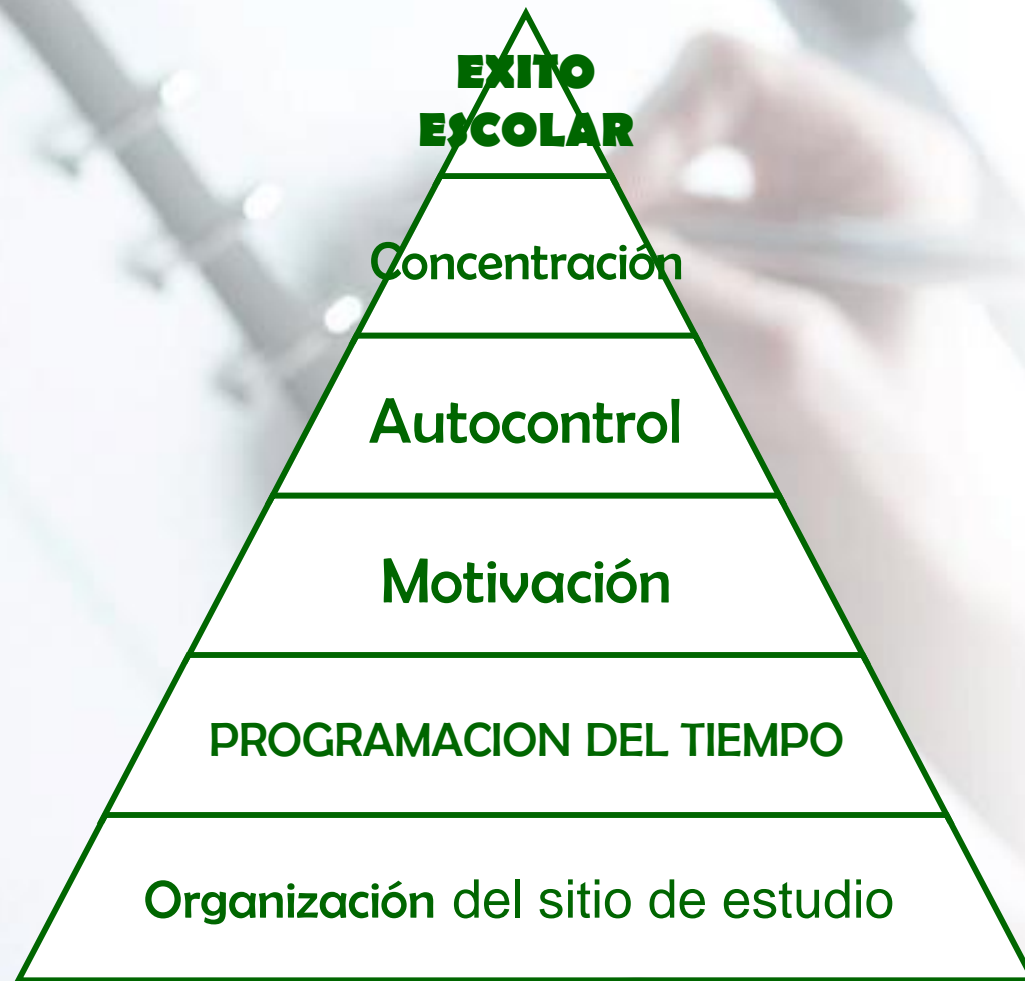 EXITO
ESCOLAR
Concentración
Autocontrol
Motivación
PROGRAMACION DEL TIEMPO
Organización del sitio de estudio